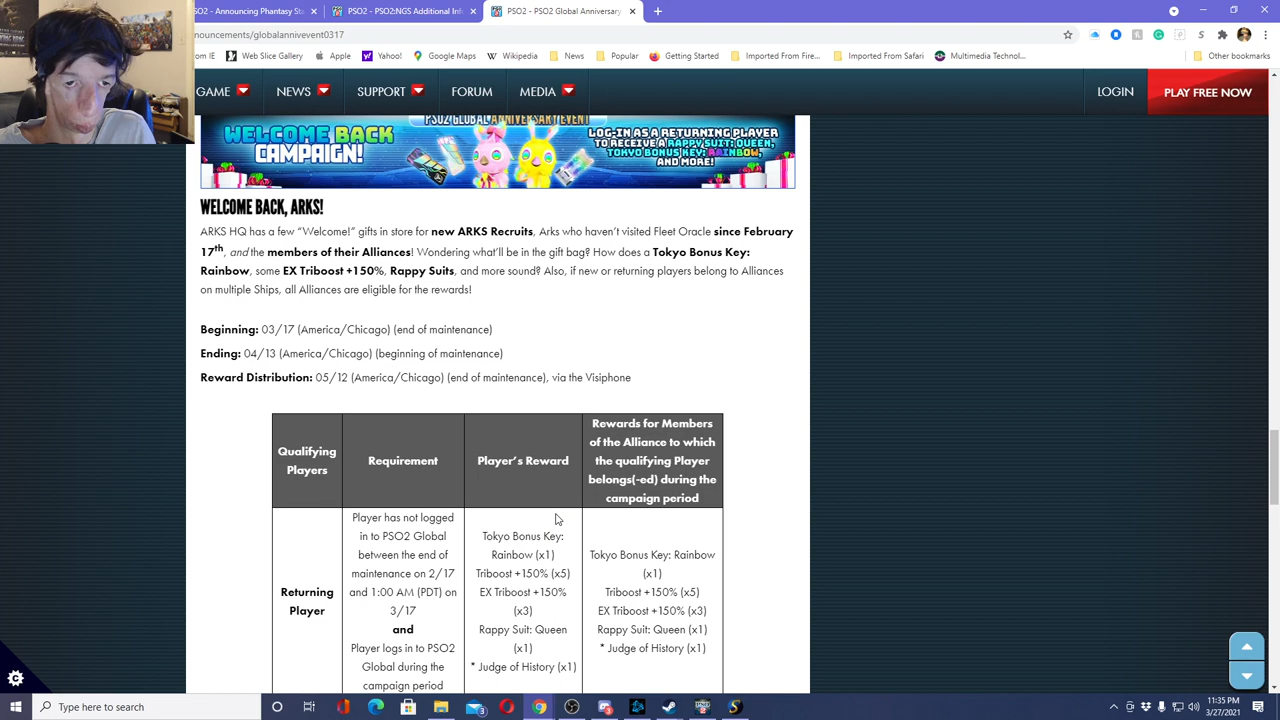 PSO2 - Announcing Phantasy Sta
PSO2 - PSO2:NGS Additional Inf
PSO2 - PSO2 Global Anniversary
nouncements/globalannivevent0317
om IE
Web Slice Gallery
Apple
Yahoo!
Google Maps
Wikipedia
News
Popular
Getting Started
Imported From Fire...
Imported From Safari
Multimedia Technol...
Other bookmarks
GAME
NEWS
SUPPORT
FORUM
MEDIA
LOGIN
PLAY FREE NOW
PSO2 GLOBAL ANNIVERSARY EVENT
WELCOME BACK
CAMPAIGN!
LOG-IN AS A RETURNING PLAYER
TO RECEIVE A RAPPY SUIT: QUEEN,
TOKYO BONUS KEY: RAINBOW,
AND MORE!
WELCOME BACK, ARKS!
ARKS HQ has a few “Welcome!” gifts in store for new ARKS Recruits, Arks who haven’t visited Fleet Oracle since February
17th, and the members of their Alliances! Wondering what’ll be in the gift bag? How does a Tokyo Bonus Key:
Rainbow, some EX Triboost +150%, Rappy Suits, and more sound? Also, if new or returning players belong to Alliances
on multiple Ships, all Alliances are eligible for the rewards!
Beginning: 03/17 (America/Chicago) (end of maintenance)
Ending: 04/13 (America/Chicago) (beginning of maintenance)
Reward Distribution: 05/12 (America/Chicago) (end of maintenance), via the Visiphone
Qualifying
Players
Requirement
Player’s Reward
Rewards for Members
of the Alliance to which
the qualifying Player
belongs(-ed) during the
campaign period
Returning
Player
Player has not logged
in to PSO2 Global
between the end of
maintenance on 2/17
and 1:00 AM (PDT) on
3/17
and
Player logs in to PSO2
Global during the
campaign period
Tokyo Bonus Key:
Rainbow (x1)
Triboost +150% (x5)
EX Triboost +150%
(x3)
Rappy Suit: Queen
(x1)
* Judge of History (x1)
Tokyo Bonus Key: Rainbow
(x1)
Triboost +150% (x5)
EX Triboost +150% (x3)
Rappy Suit: Queen (x1)
* Judge of History (x1)
Type here to search
11:35 PM
3/27/2021